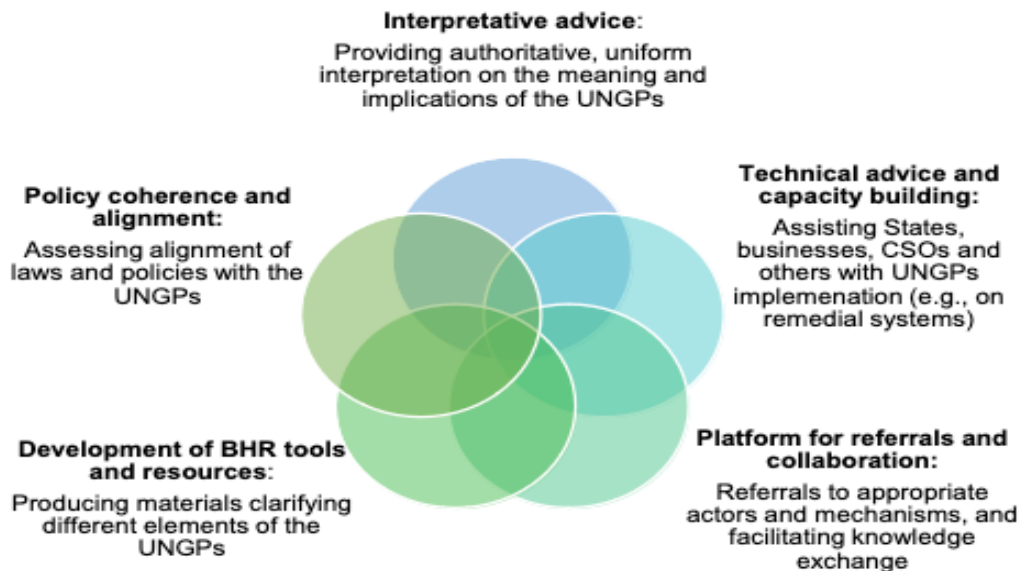 Interpretative advice:
Providing authoritative, uniform
interpretation on the meaning and
implications of the UNGPs
Technical advice and
capacity building:
Assisting States,
businesses, CSOs and
others with UNGPs
implemenation (e.g., on
remedial systems)
Platform for referrals and
collaboration:
Referrals to appropriate
actors and mechanisms, and
facilitating knowledge
exchange
Development of BHR tools
and resources:
Producing materials clarifying
different elements of the
UNGPs
Policy coherence and
alignment:
Assessing alignment of
laws and policies with the
UNGPs